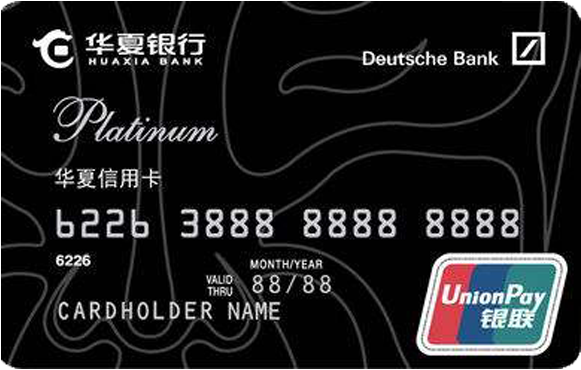 华夏银行
HUAXIA BANK
Deutsche Bank
Platinum
华夏信用卡
6226 3888 8888 8888
6226
MONTH/YEAR
VALID THRU 88/88
CARDHOLDER NAME
UnionPay
银联